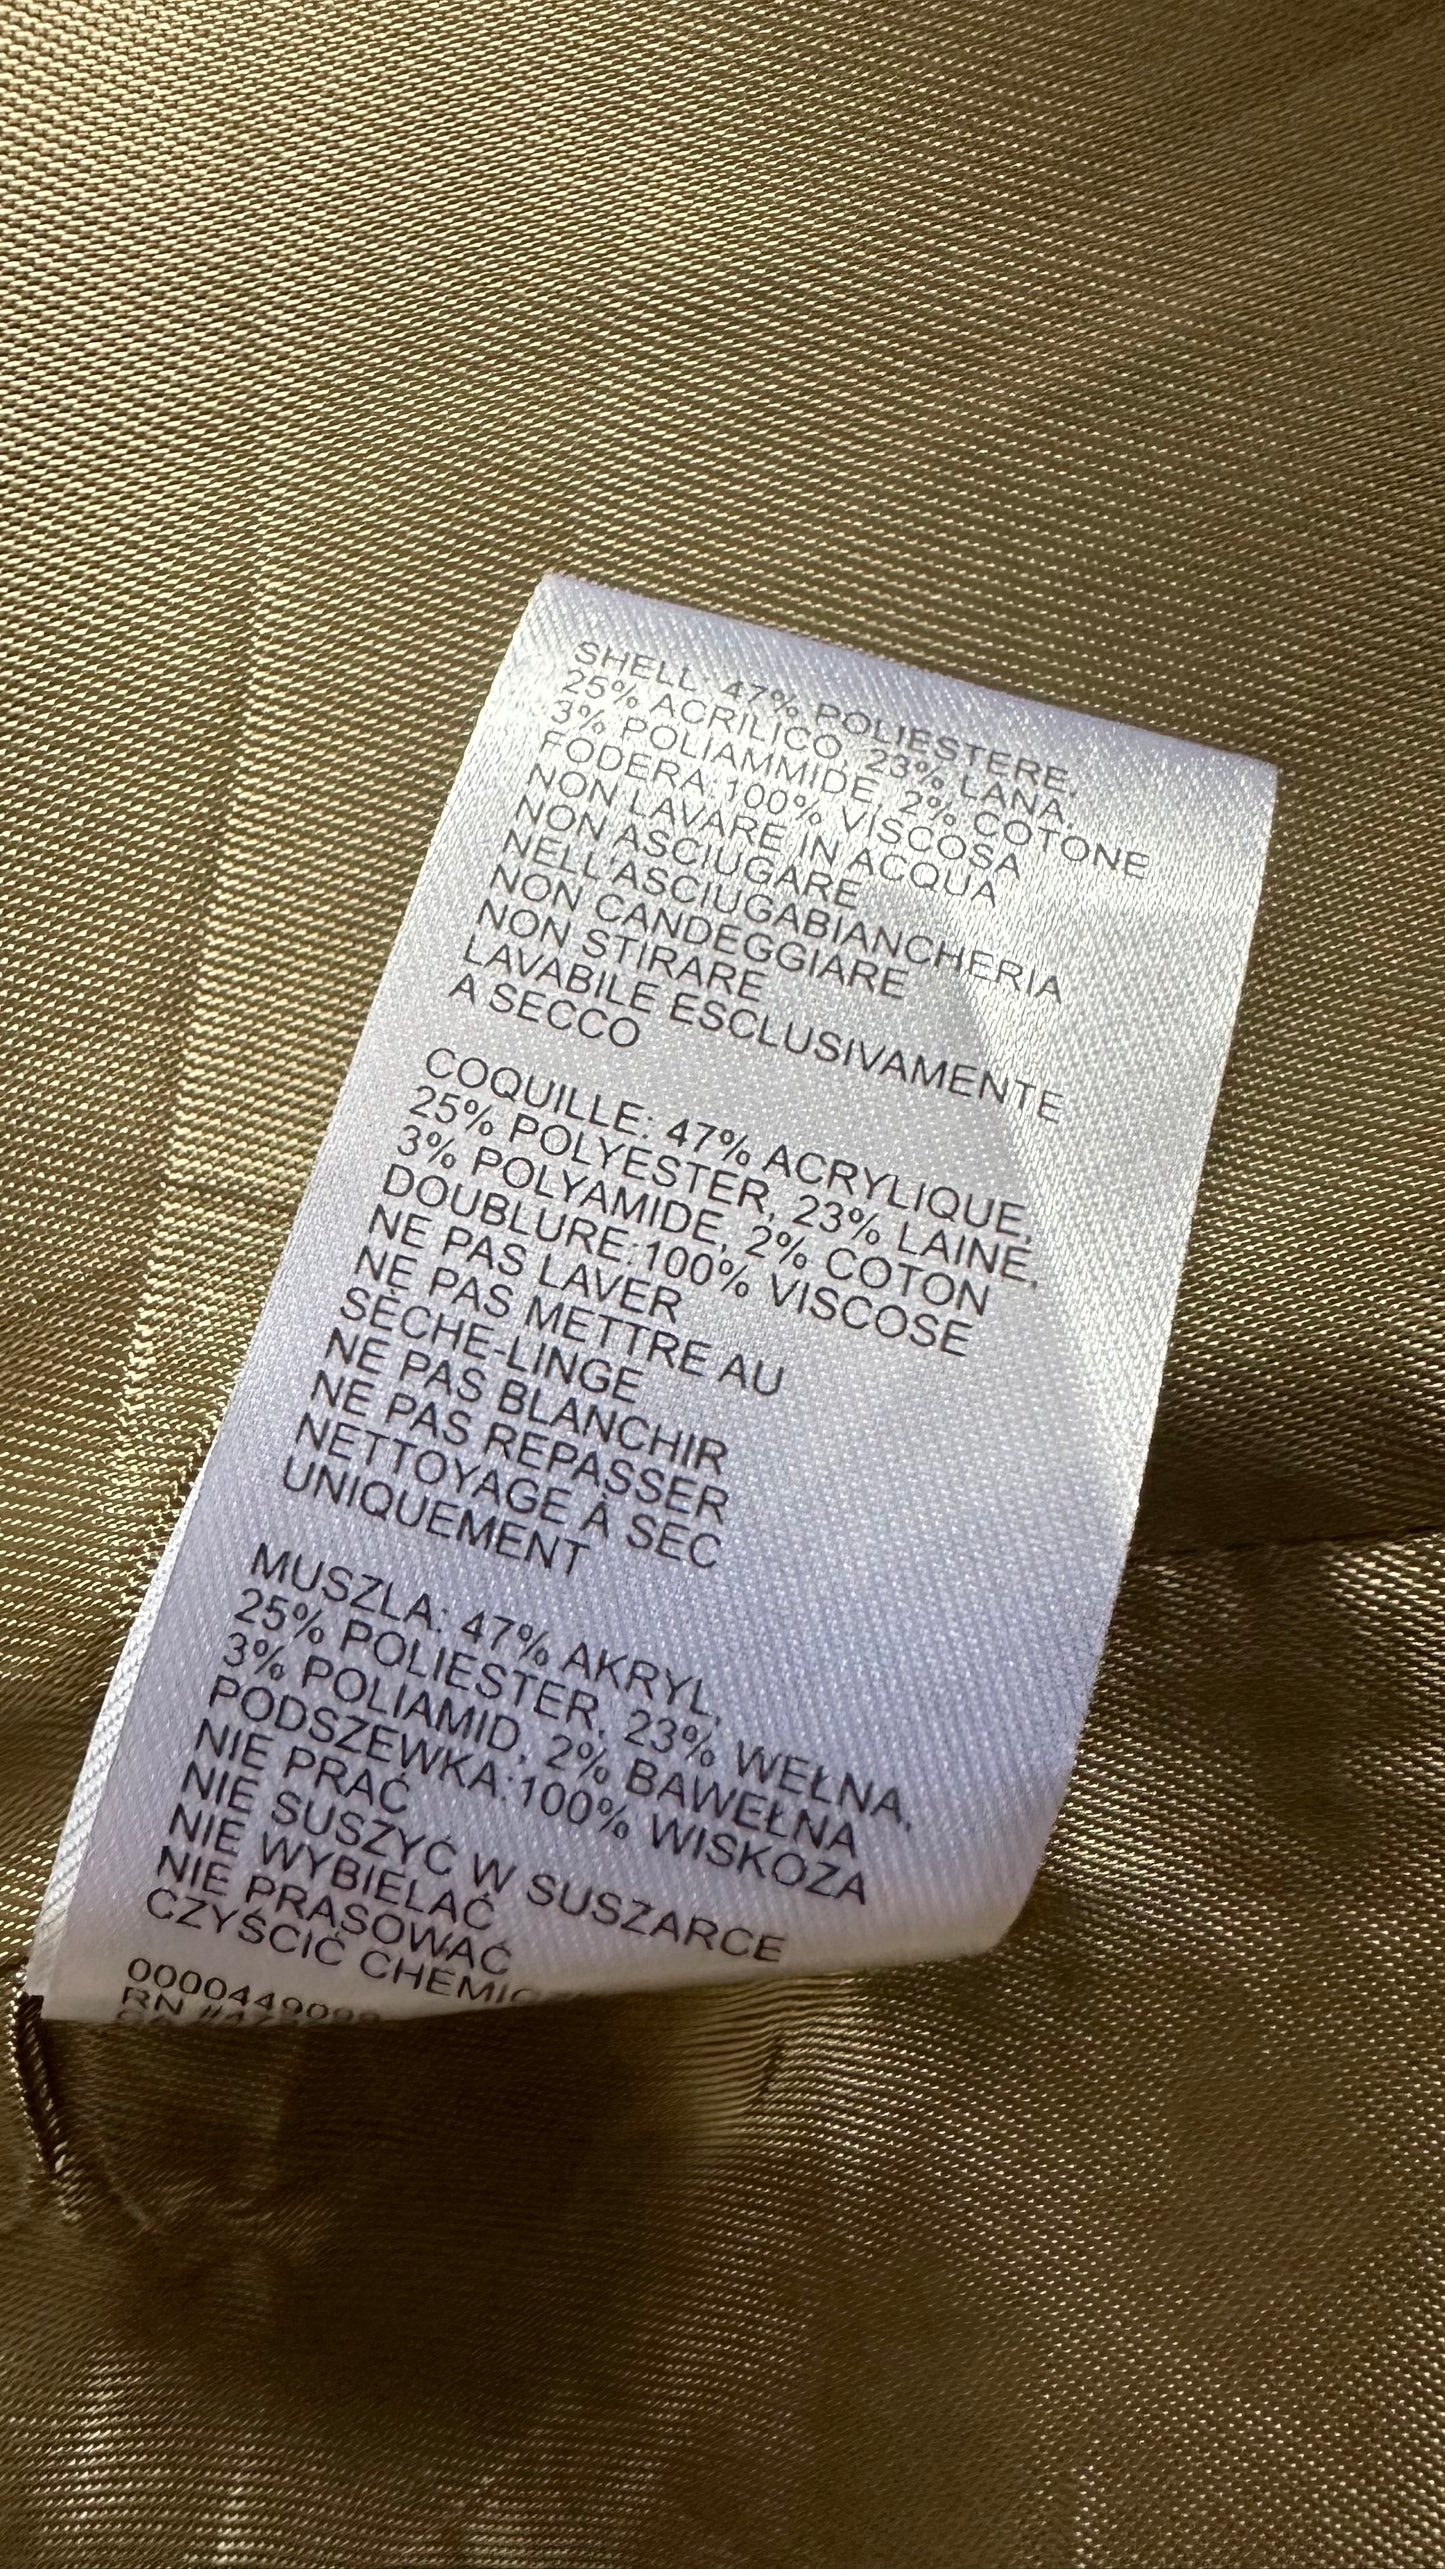 SHELL: 47% POLIESTERE,
25% ACRILICO, 23% LANA,
3% POLIAMMIDE, 2% COTONE
FODERA:100% VISCOSA
NON LAVARE IN ACQUA
NON ASCIUGARE
NELL'ASCIUGABIANCHERIA
NON CANDEGGIARE
NON STIRARE
LAVABILE ESCLUSIVAMENTE
A SECCO
COQUILLE: 47% ACRYLIQUE,
25% POLYESTER, 23% LAINE,
3% POLYAMIDE, 2% COTON
DOUBLURE:100% VISCOSE
NE PAS LAVER
NE PAS METTRE AU
SÈCHE-LINGE
NE PAS BLANCHIR
NE PAS REPASSER
NETTOYAGE À SEC
UNIQUEMENT
MUSZLA: 47% AKRYL,
25% POLIESTER, 23% WEŁNA,
3% POLIAMID, 2% BAWEŁNA
PODSZEWKA:100% WISKOZA
NIE PRAĆ
NIE SUSZYĆ W SUSZARCE
NIE WYBIELAĆ
NIE PRASOWAĆ
CZYŚCIĆ
RN